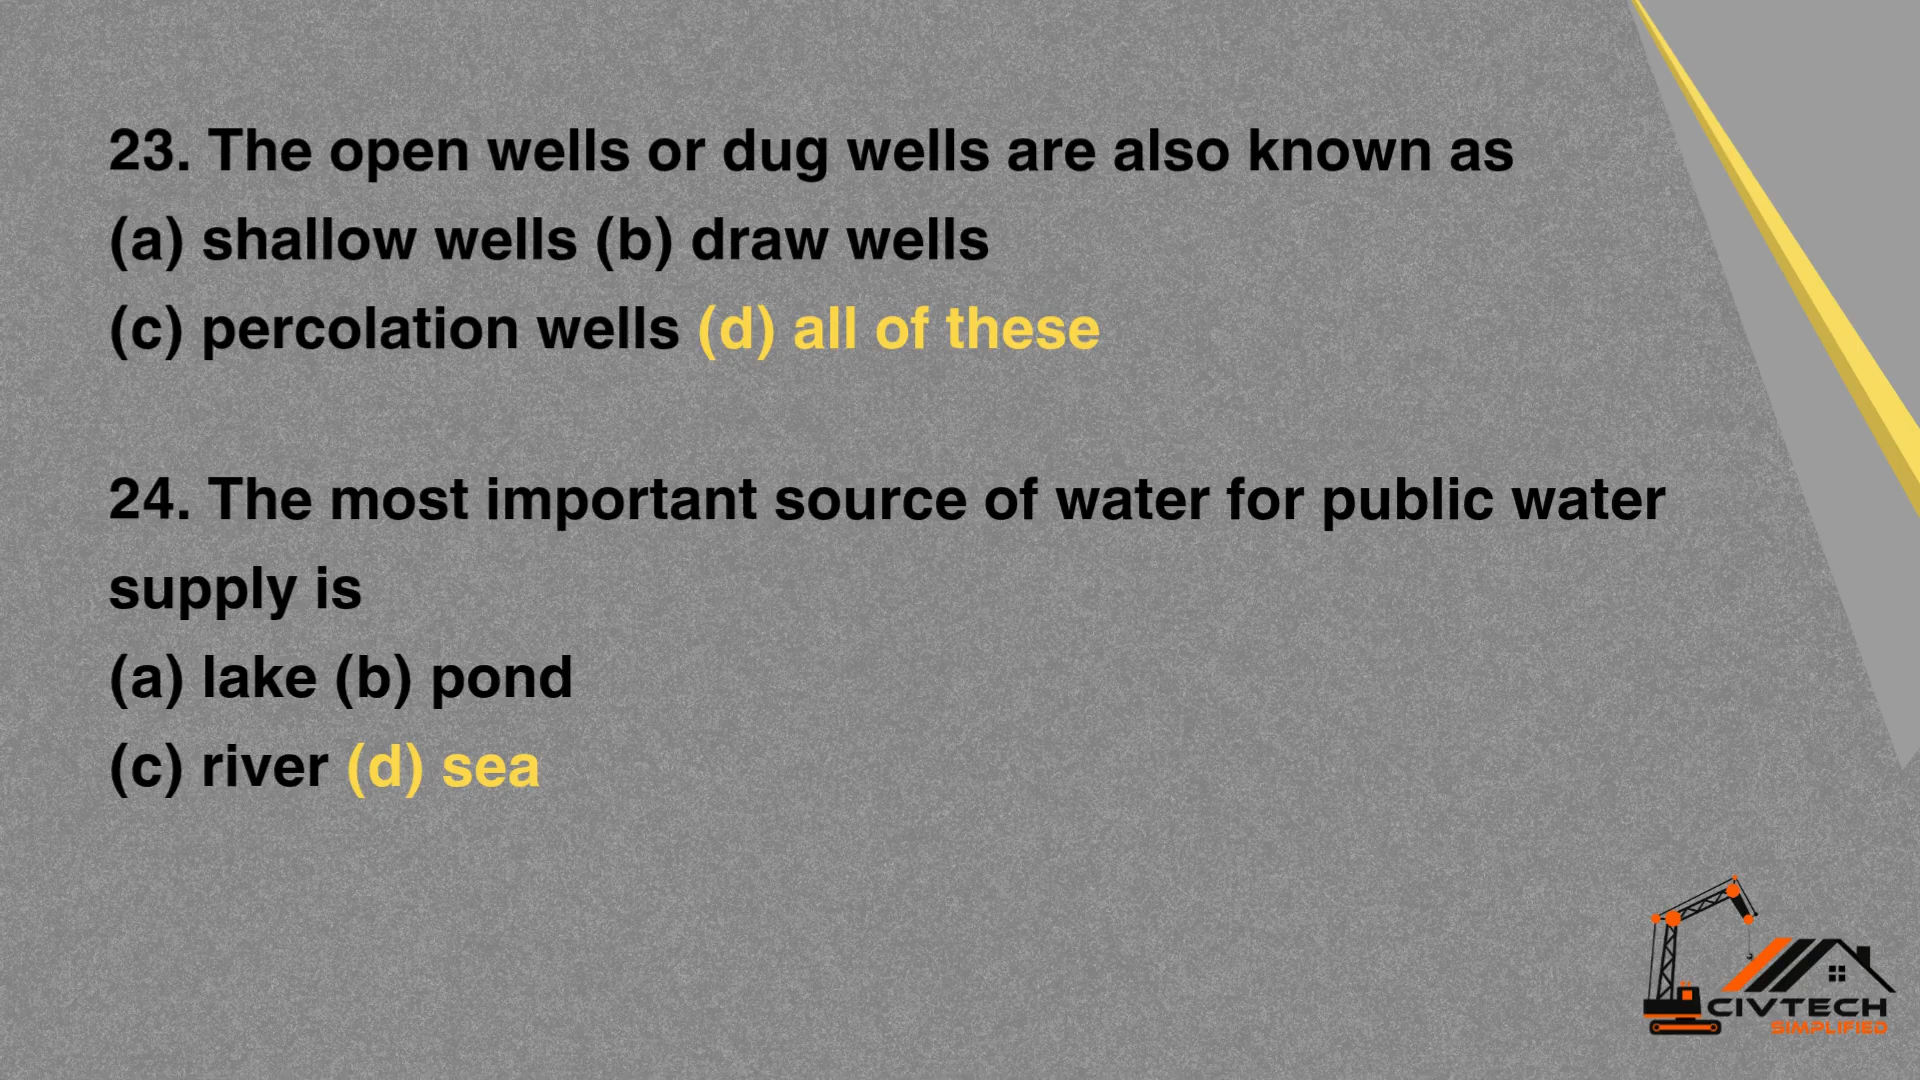 23. The open wells or dug wells are also known as
(a) shallow wells (b) draw wells
(c) percolation wells (d) all of these
24. The most important source of water for public water
supply is
(a) lake (b) pond
(c) river (d) sea
CIVTECH
SIMPLIFIED